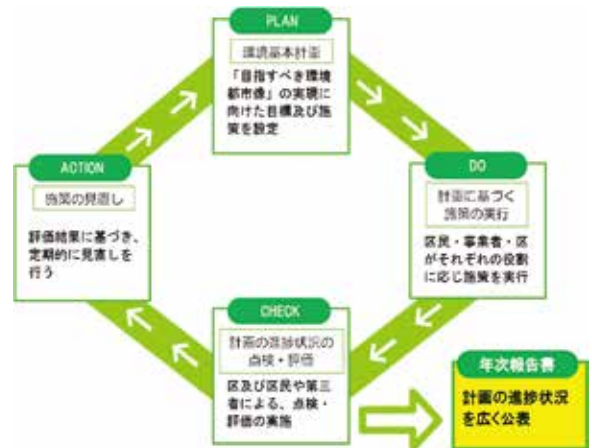 PLAN
環境基本計画
「目指すべき環境
都市像」の実現に
向けた目標及び施
策を設定
DO
計画に基づく
施策の実行
区民・事業者・区
がそれぞれの役割
に応じ施策を実行
CHECK
計画の進捗状況の
点検・評価
区及び区民や第三
者による、点検・
評価の実施
ACTION
施策の見直し
評価結果に基づき、
定期的に見直しを
行う
年次報告書
計画の進捗状況
を広く公表